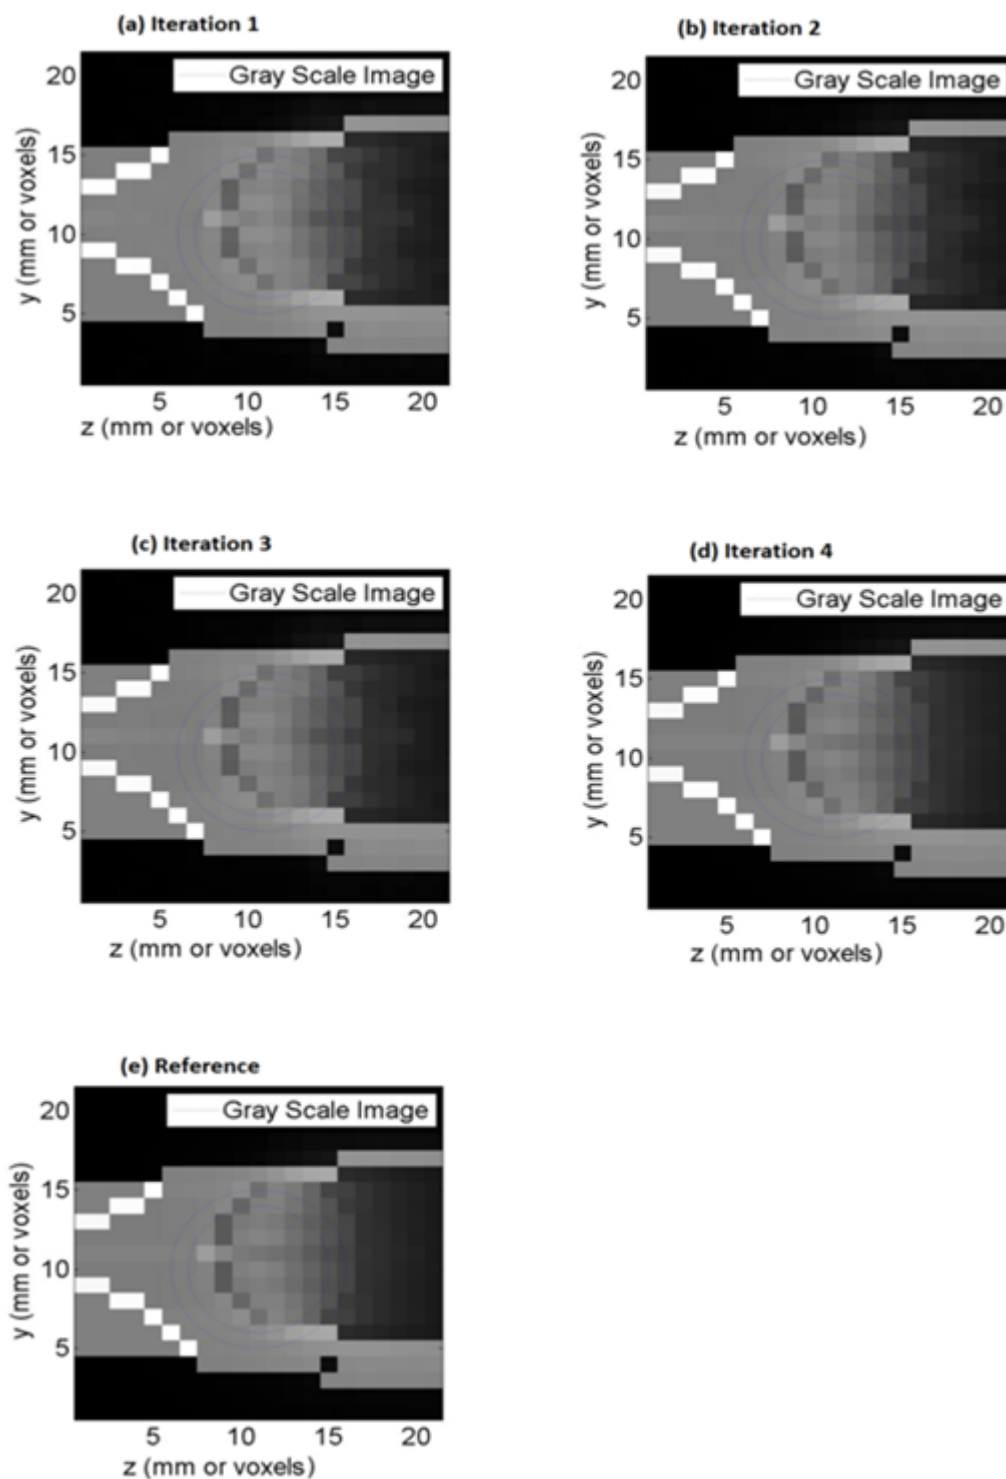 (a) Iteration 1
Gray Scale Image
20
15
10
5
y (mm or voxels)
5 10 15 20
z (mm or voxels)
(b) Iteration 2
Gray Scale Image
20
15
10
5
y (mm or voxels)
5 10 15 20
z (mm or voxels)
(c) Iteration 3
Gray Scale Image
20
15
10
5
y (mm or voxels)
5 10 15 20
z (mm or voxels)
(d) Iteration 4
Gray Scale Image
20
15
10
5
y (mm or voxels)
5 10 15 20
z (mm or voxels)
(e) Reference
Gray Scale Image
20
15
10
5
y (mm or voxels)
5 10 15 20
z (mm or voxels)